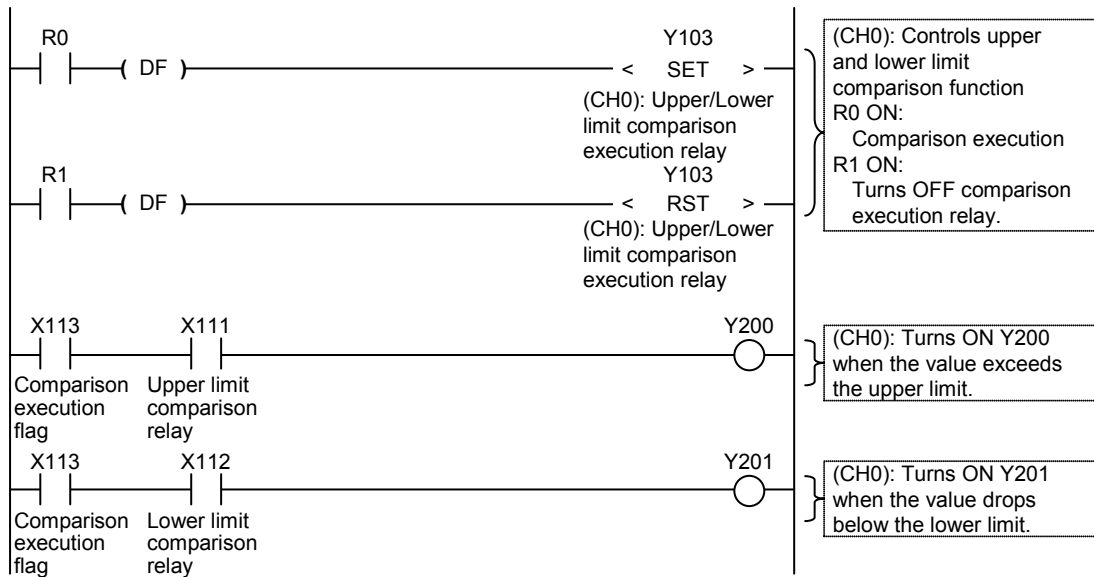 R0
Y103
( DF )
< SET >
(CH0): Upper/Lower
limit comparison
execution relay
R1
Y103
( DF )
< RST >
(CH0): Upper/Lower
limit comparison
execution relay
(CH0): Controls upper
and lower limit
comparison function
R0 ON:
Comparison execution
R1 ON:
Turns OFF comparison
execution relay.
X113
X111
Y200
Comparison
execution
flag
Upper limit
comparison
relay
(CH0): Turns ON Y200
when the value exceeds
the upper limit.
X113
X112
Y201
Comparison
execution
flag
Lower limit
comparison
relay
(CH0): Turns ON Y201
when the value drops
below the lower limit.